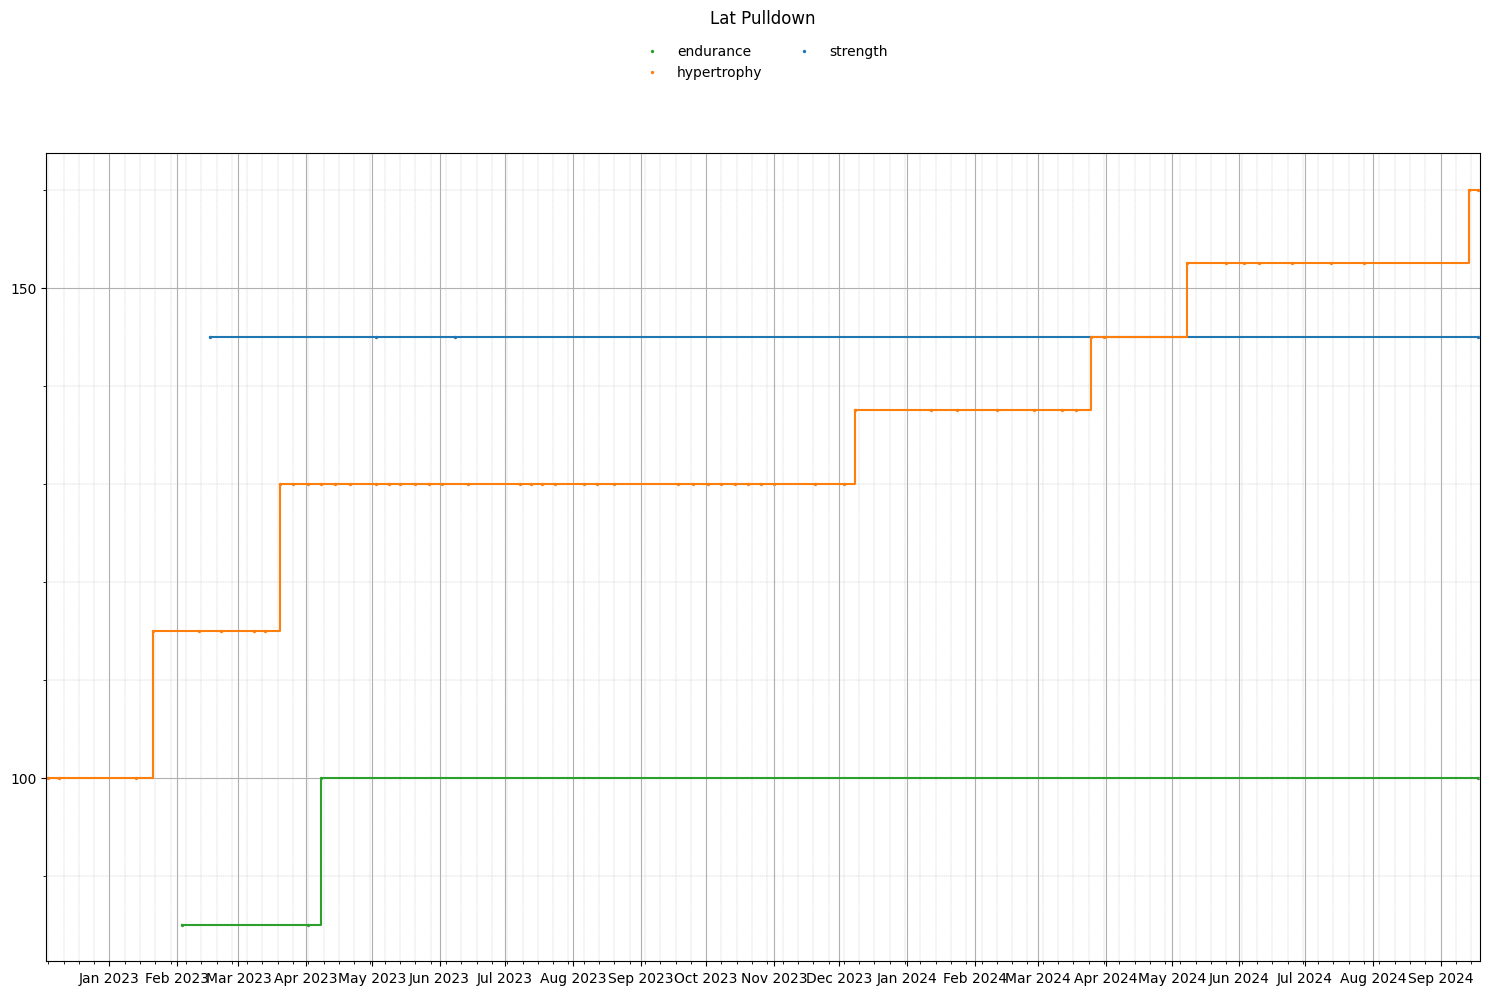 Lat Pulldown
endurance strength
hypertrophy
150
100
Jan 2023 Feb 2023 Mar 2023 Apr 2023 May 2023 Jun 2023 Jul 2023 Aug 2023 Sep 2023 Oct 2023 Nov 2023 Dec 2023 Jan 2024 Feb 2024 Mar 2024 Apr 2024 May 2024 Jun 2024 Jul 2024 Aug 2024 Sep 2024